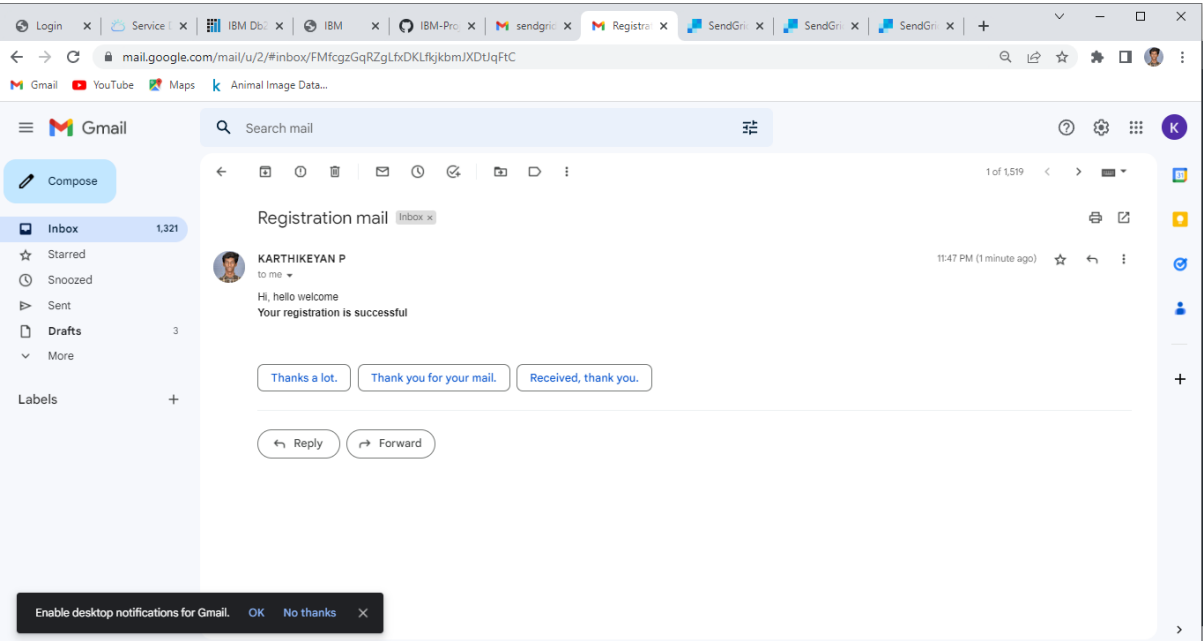 Login
Service
IBM Db2
IBM
IBM-Pro
sendgrid
Registra
SendGri
SendGri
SendGri
mail.google.com/mail/u/2/#inbox/FMfcgzGqRZgLfxDKLfkjkbmJXDtJqFtC
Gmail
YouTube
Maps
k Animal Image Data...
Gmail
Search mail
K
Compose
1 of 1,519
31
Registration mail Inbox x
Inbox 1,321
Starred
KARTHIKEYAN P
11:47 PM (1 minute ago)
to me
Snoozed
Hi, hello welcome
Sent
Your registration is successful
Drafts 3
More
Thanks a lot.
Thank you for your mail.
Received, thank you.
Labels
Reply
Forward
Enable desktop notifications for Gmail. OK No thanks